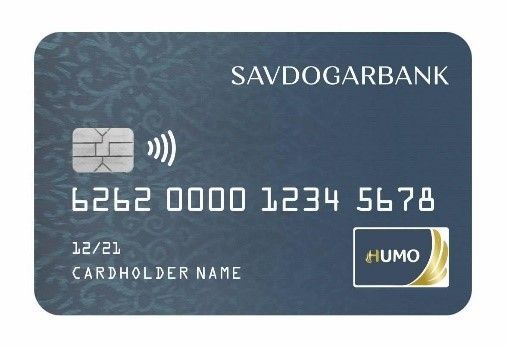 SAVDOGARBANK
6262 0000 1234 5678
12/21
CARDHOLDER NAME
HUMO